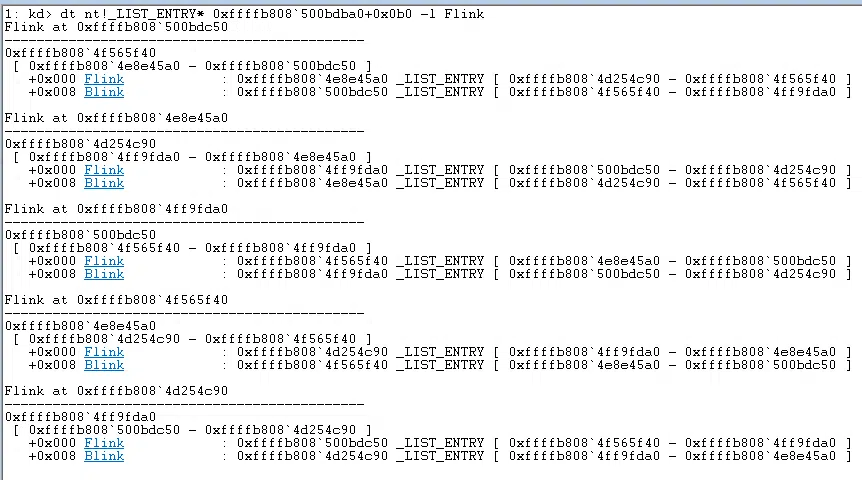 1: kd> dt nt!_LIST_ENTRY* 0xffffb808`500bdba0+0x0b0 -l Flink
Flink at 0xffffb808`500bdc50
---------------------------------------------
0xffffb808`4f565f40
[ 0xffffb808`4e8e45a0 - 0xffffb808`500bdc50 ]
+0x000 Flink : 0xffffb808`4e8e45a0 _LIST_ENTRY [ 0xffffb808`4d254c90 - 0xffffb808`4f565f40 ]
+0x008 Blink : 0xffffb808`500bdc50 _LIST_ENTRY [ 0xffffb808`4f565f40 - 0xffffb808`4ff9fda0 ]
Flink at 0xffffb808`4e8e45a0
---------------------------------------------
0xffffb808`4d254c90
[ 0xffffb808`4ff9fda0 - 0xffffb808`4e8e45a0 ]
+0x000 Flink : 0xffffb808`4ff9fda0 _LIST_ENTRY [ 0xffffb808`500bdc50 - 0xffffb808`4d254c90 ]
+0x008 Blink : 0xffffb808`4e8e45a0 _LIST_ENTRY [ 0xffffb808`4d254c90 - 0xffffb808`4f565f40 ]
Flink at 0xffffb808`4ff9fda0
---------------------------------------------
0xffffb808`500bdc50
[ 0xffffb808`4f565f40 - 0xffffb808`4ff9fda0 ]
+0x000 Flink : 0xffffb808`4f565f40 _LIST_ENTRY [ 0xffffb808`4e8e45a0 - 0xffffb808`500bdc50 ]
+0x008 Blink : 0xffffb808`4ff9fda0 _LIST_ENTRY [ 0xffffb808`500bdc50 - 0xffffb808`4d254c90 ]
Flink at 0xffffb808`4f565f40
---------------------------------------------
0xffffb808`4e8e45a0
[ 0xffffb808`4d254c90 - 0xffffb808`4f565f40 ]
+0x000 Flink : 0xffffb808`4d254c90 _LIST_ENTRY [ 0xffffb808`4ff9fda0 - 0xffffb808`4e8e45a0 ]
+0x008 Blink : 0xffffb808`4f565f40 _LIST_ENTRY [ 0xffffb808`4e8e45a0 - 0xffffb808`500bdc50 ]
Flink at 0xffffb808`4d254c90
---------------------------------------------
0xffffb808`4ff9fda0
[ 0xffffb808`500bdc50 - 0xffffb808`4d254c90 ]
+0x000 Flink : 0xffffb808`500bdc50 _LIST_ENTRY [ 0xffffb808`4f565f40 - 0xffffb808`4ff9fda0 ]
+0x008 Blink : 0xffffb808`4d254c90 _LIST_ENTRY [ 0xffffb808`4ff9fda0 - 0xffffb808`4e8e45a0 ]